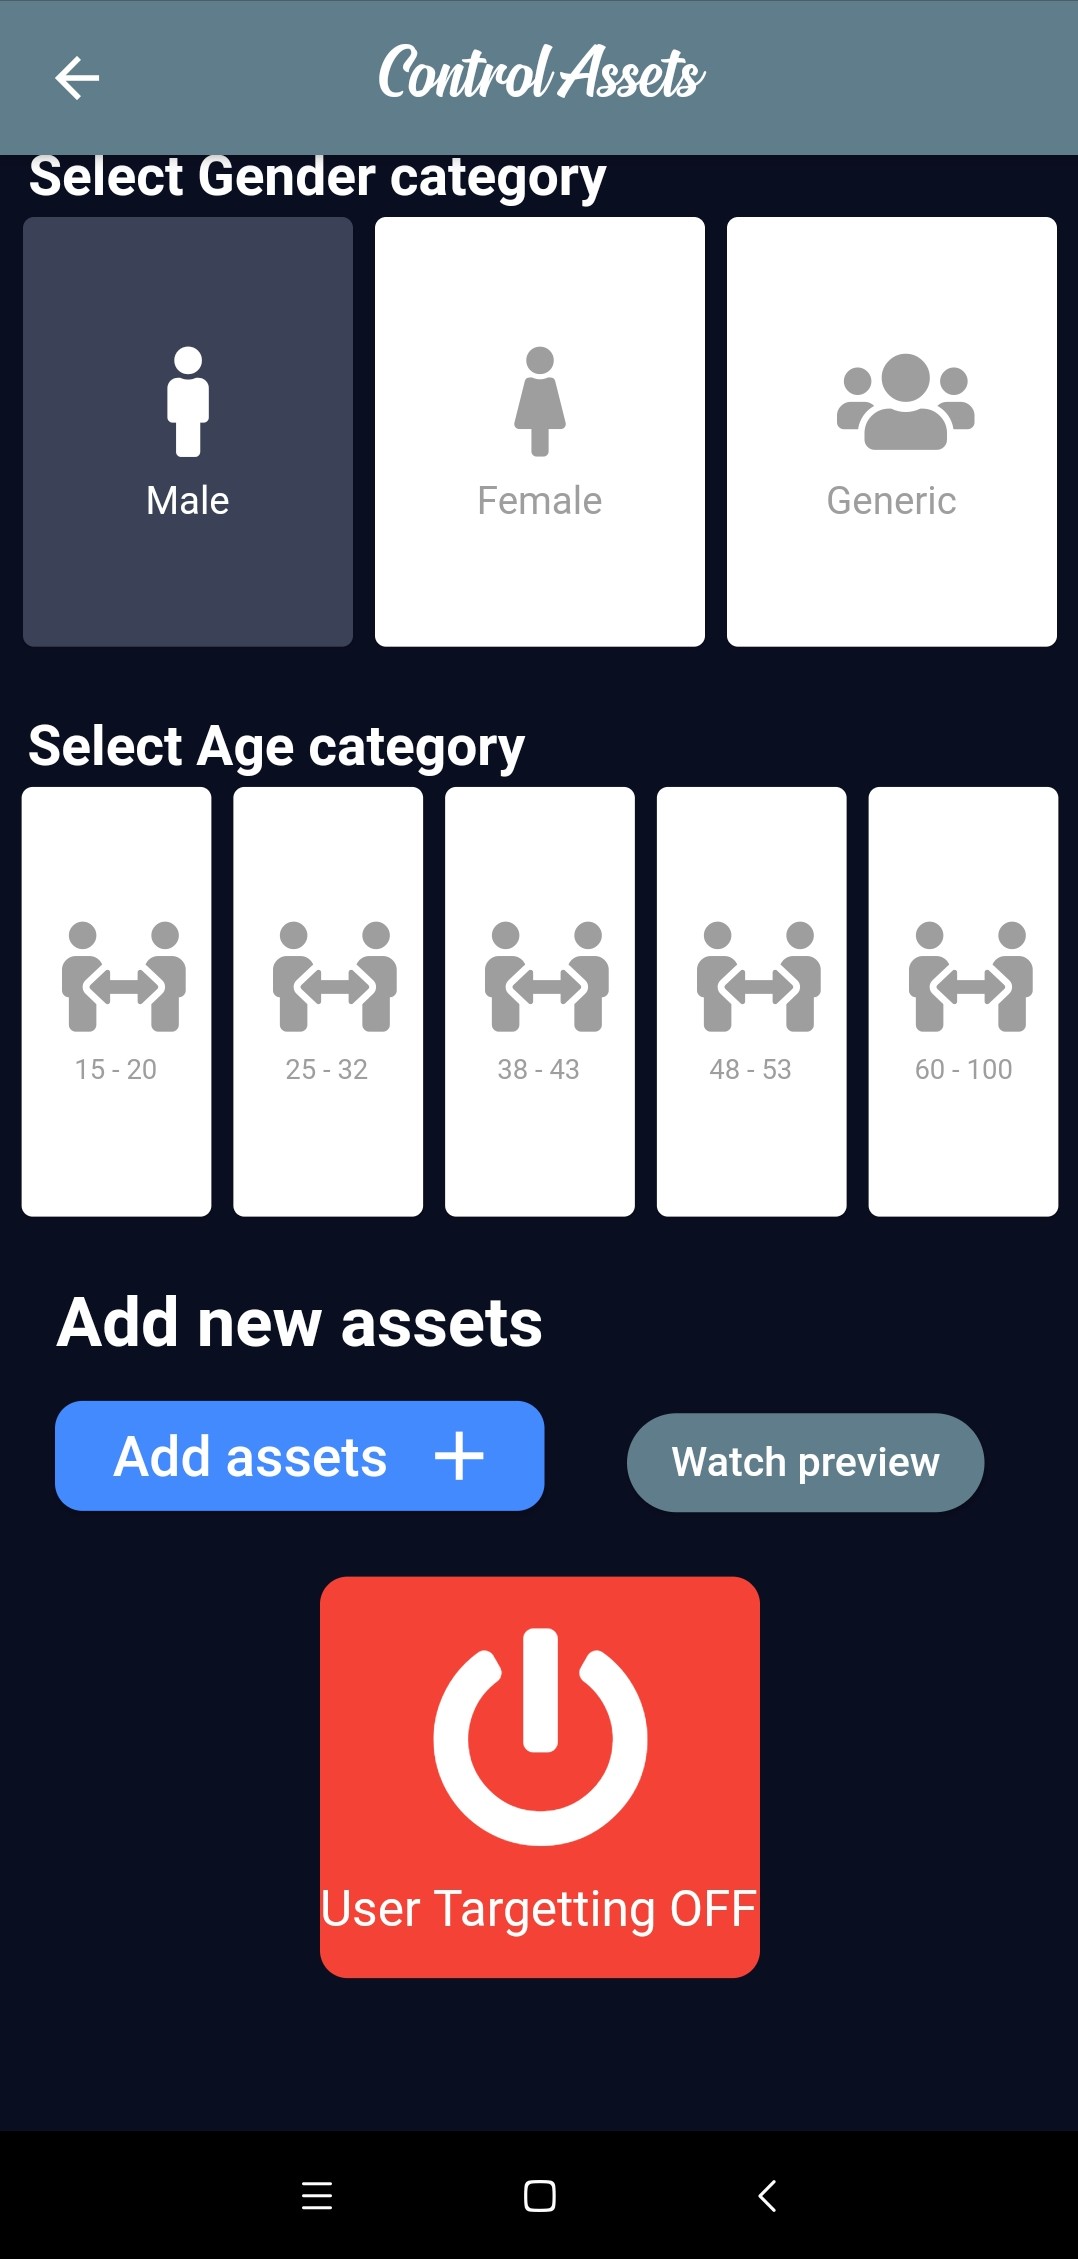 Control Assets
Select Gender category
Male
Female
Generic
Select Age category
15 - 20
25 - 32
38 - 43
48 - 53
60 - 100
Add new assets
Add assets +
Watch preview
User Targetting OFF